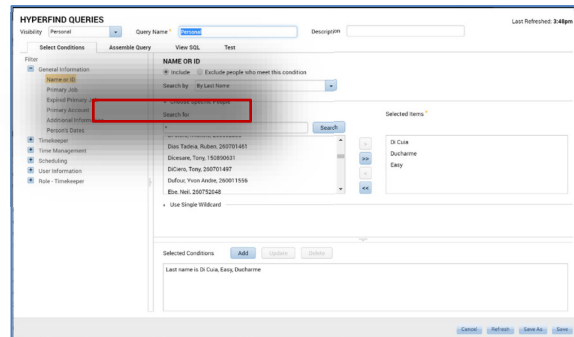 HYPERFIND QUERIES
Last Refreshed: 3:48pm
Visibility Personal Query Name * Personal Description
Select Conditions Assemble Query View SQL Test
Filter
General Information
Name or ID
Primary Job
Expired Primary Job
Primary Account
Additional Information
Person's Dates
Timekeeper
Time Management
Scheduling
User Information
Role - Timekeeper
NAME OR ID
Include Exclude people who meet this condition
Search by By Last Name
Choose Specific People
Search for
* Search
Dias Tadeia, Ruben, 260701461
Dicesare, Tony, 150890631
DiCiero, Tony, 260701497
Dufour, Yvon Andre, 260011556
Ebe, Neil, 260752048
>>
<<
Selected Items *
Di Cuia
Ducharme
Easy
Use Single Wildcard
Selected Conditions Add Update Delete
Last name is Di Cuia, Easy, Ducharme
Cancel Refresh Save As Save